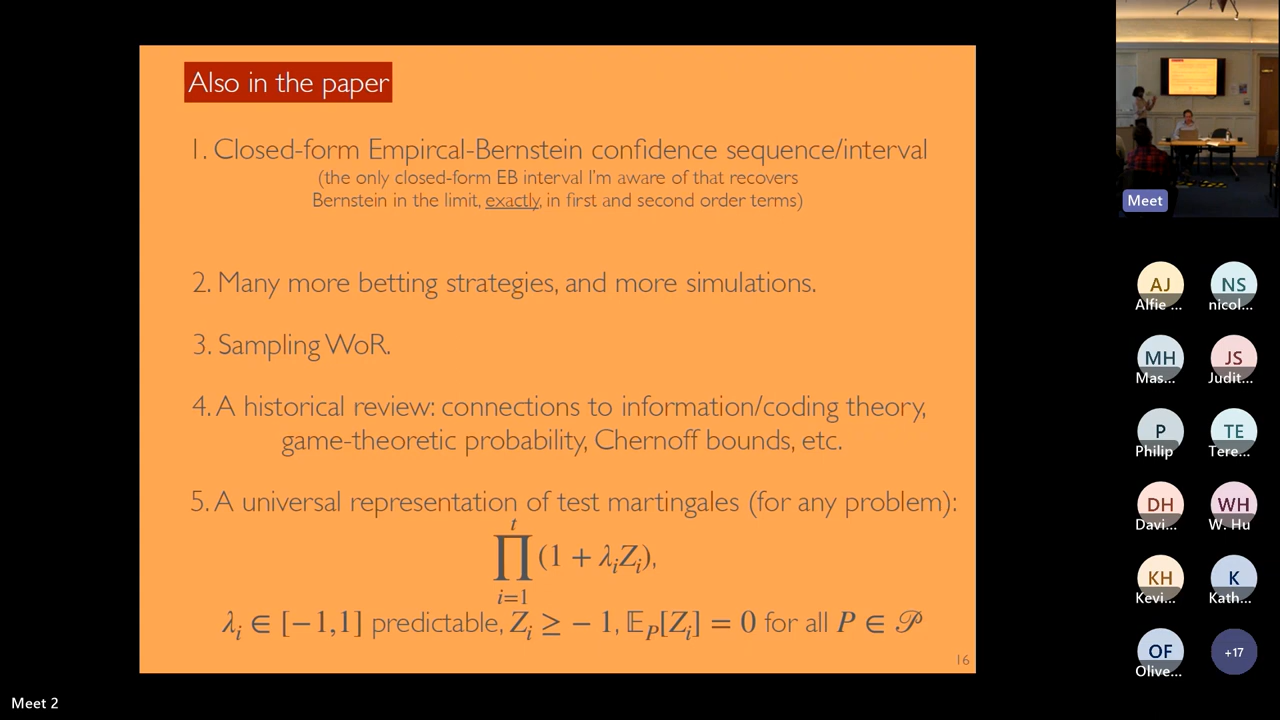 Also in the paper
1. Closed-form Empircal-Bernstein confidence sequence/interval
(the only closed-form EB interval I'm aware of that recovers
Bernstein in the limit, exactly, in first and second order terms)
2. Many more betting strategies, and more simulations.
3. Sampling WoR.
4. A historical review: connections to information/coding theory,
game-theoretic probability, Chernoff bounds, etc.
5. A universal representation of test martingales (for any problem):
t
∏ (1 + λᵢZᵢ),
i=1
λᵢ ∈ [−1,1] predictable, Zᵢ ≥ − 1, 𝔼_P[Zᵢ] = 0 for all P ∈ 𝒫
16
Meet
AJ NS
Alfie ... nicol...
MH JS
Mas... Judit...
P TE
Philip Tere...
DH WH
Davi... W. Hu
KH K
Kevi... Kath...
OF +17
Olive...
Meet 2